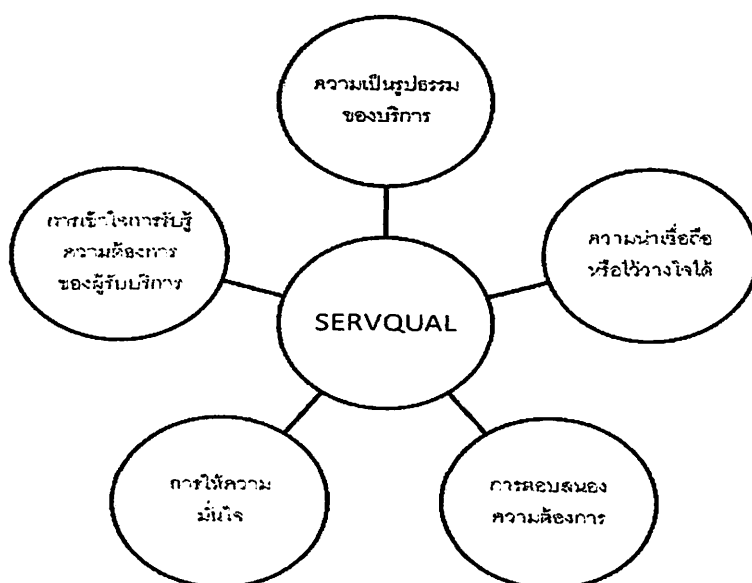 ความเป็นรูปธรรม
ของบริการ
การเข้าใจการรับรู้
ความต้องการ
ของผู้รับบริการ
ความน่าเชื่อถือ
หรือไว้วางใจได้
SERVQUAL
การให้ความ
มั่นใจ
การตอบสนอง
ความต้องการ